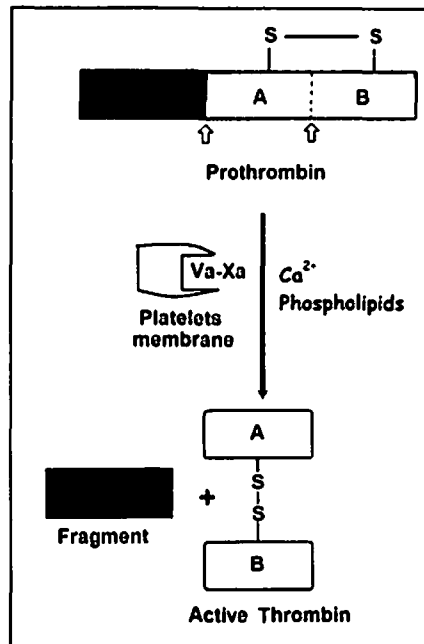 S S
A B
Prothrombin
Va-Xa
Ca²⁺
Phospholipids
Platelets
membrane
A
S
S
+
Fragment
B
Active Thrombin